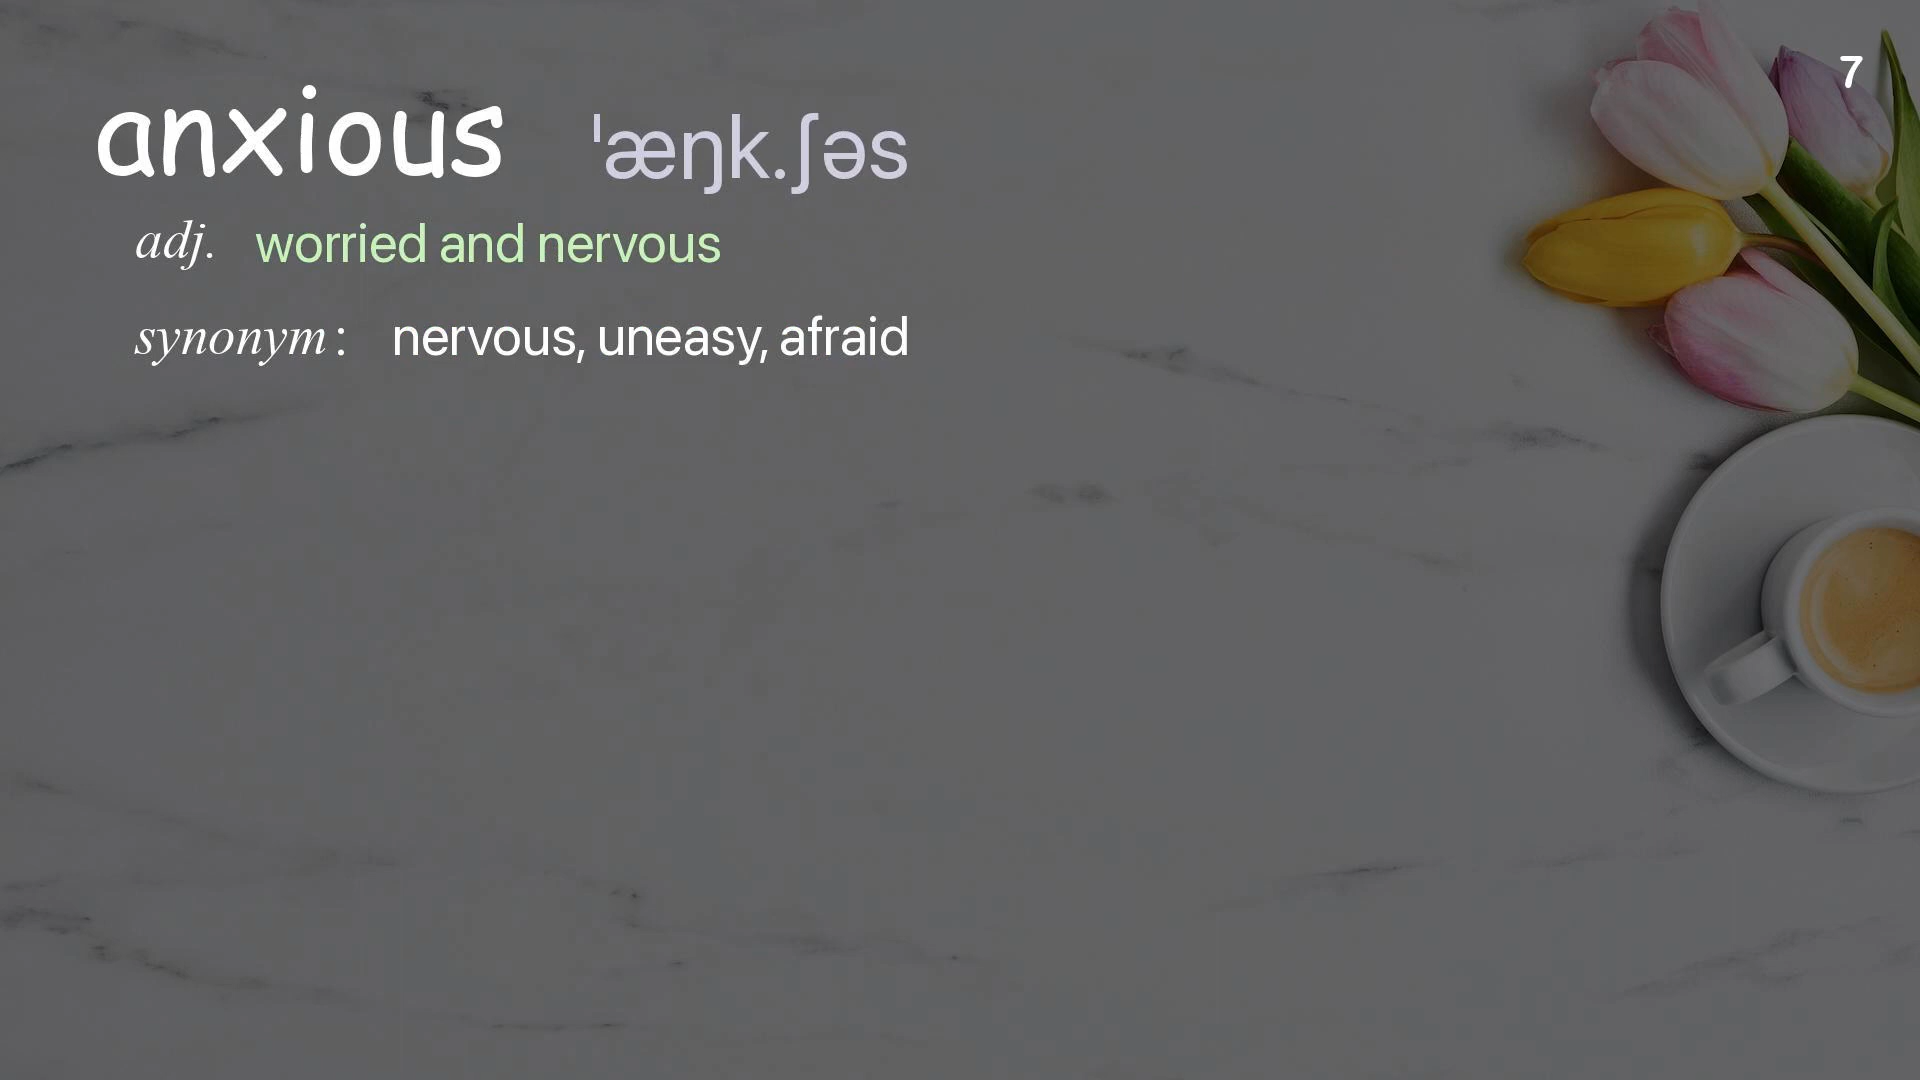 7
anxious ˈæŋk.ʃəs
adj. worried and nervous
synonym: nervous, uneasy, afraid